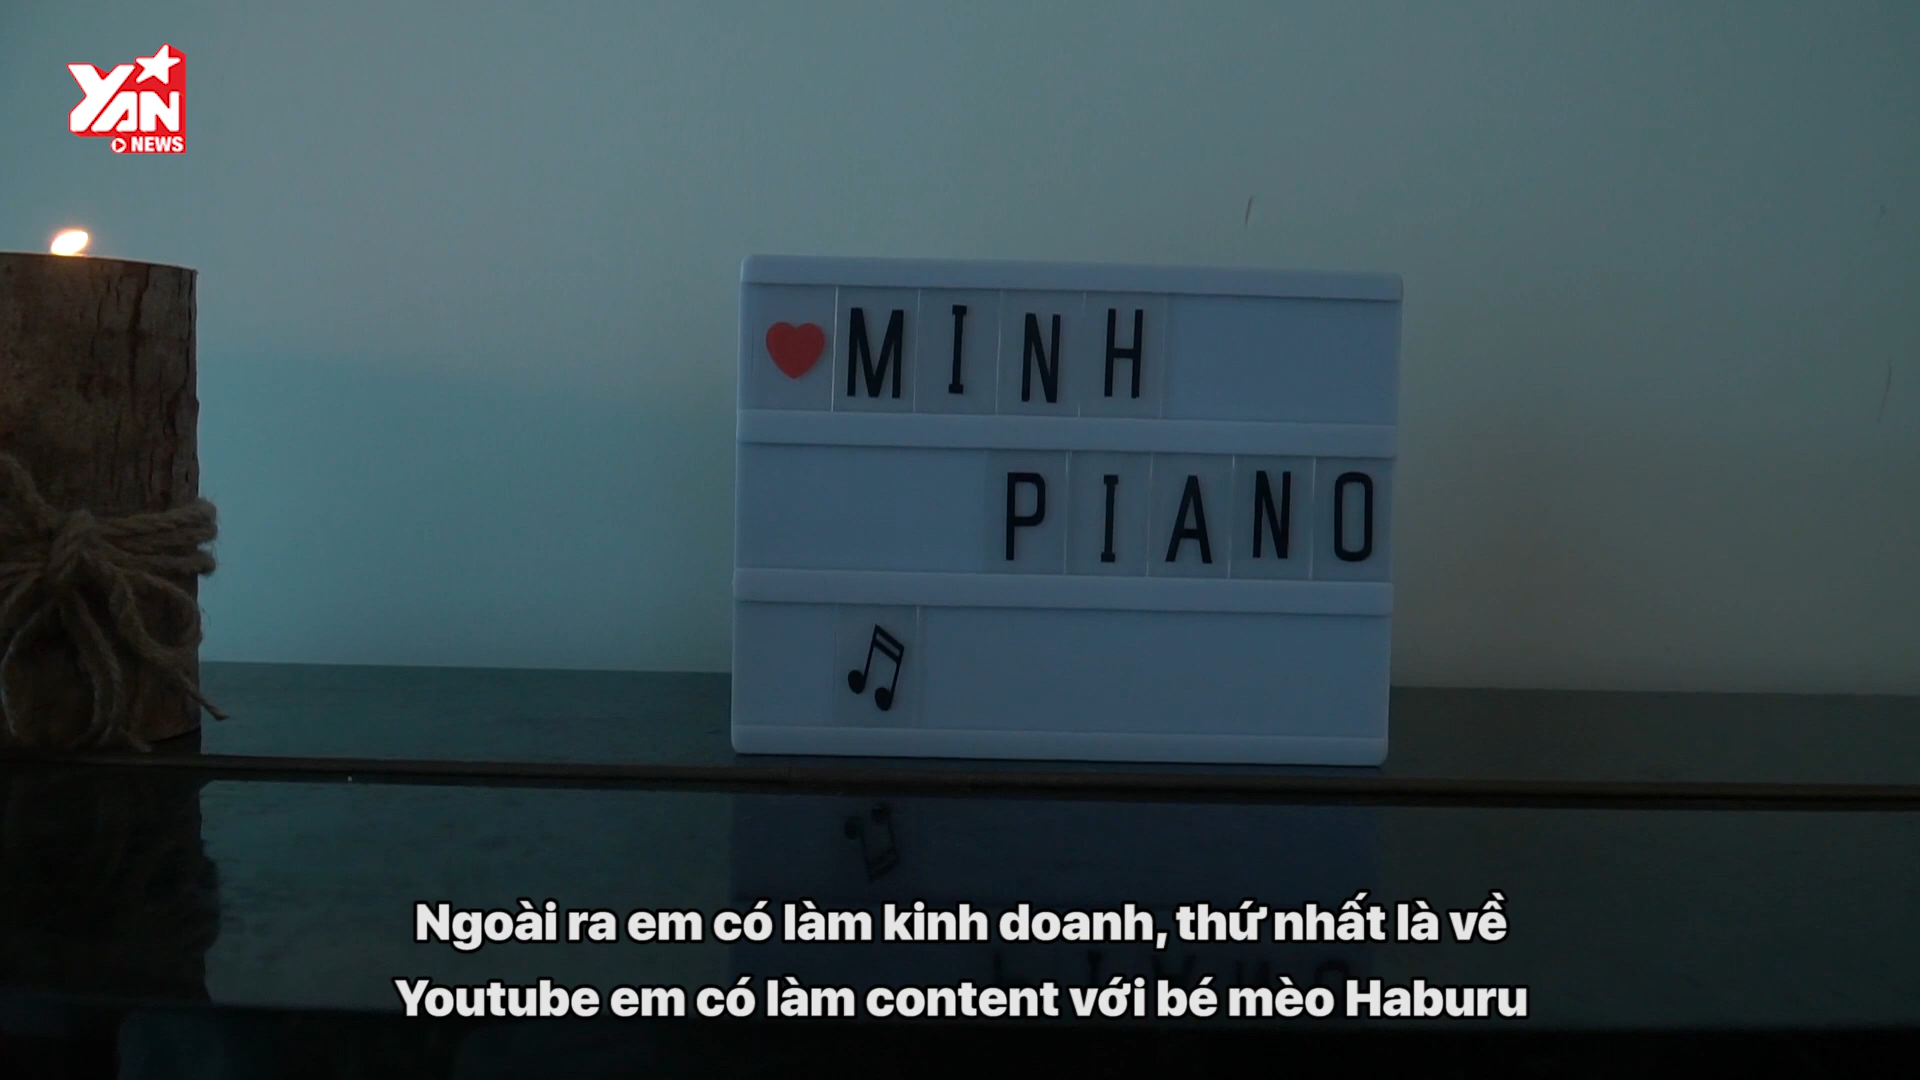 YAN
NEWS
MINH
PIANO
Ngoài ra em có làm kinh doanh, thứ nhất là về
Youtube em có làm content với bé mèo Haburu